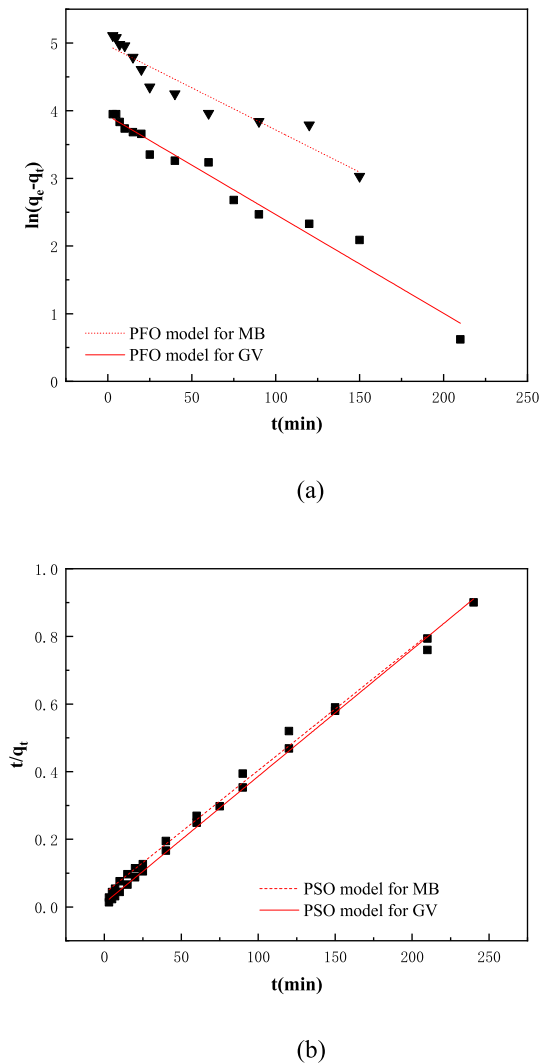 5
4
3
2
1
0
ln(qe-qt)
PFO model for MB
PFO model for GV
0 50 100 150 200 250
t(min)
(a)
1.0
0.8
0.6
0.4
0.2
0.0
t/qt
PSO model for MB
PSO model for GV
0 50 100 150 200 250
t(min)
(b)